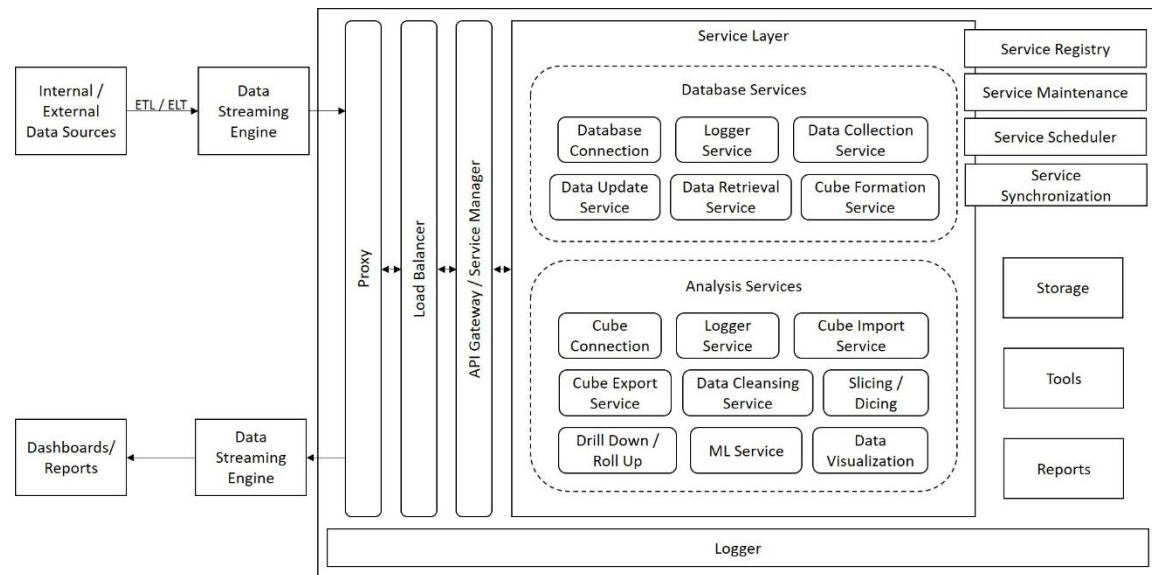 Internal /
External
Data Sources
ETL / ELT
Data
Streaming
Engine
Dashboards/
Reports
Data
Streaming
Engine
Proxy
Load Balancer
API Gateway / Service Manager
Service Layer
Database Services
Database
Connection
Logger
Service
Data Collection
Service
Data Update
Service
Data Retrieval
Service
Cube Formation
Service
Analysis Services
Cube
Connection
Logger
Service
Cube Import
Service
Cube Export
Service
Data Cleansing
Service
Slicing /
Dicing
Drill Down /
Roll Up
ML Service
Data
Visualization
Service Registry
Service Maintenance
Service Scheduler
Service
Synchronization
Storage
Tools
Reports
Logger